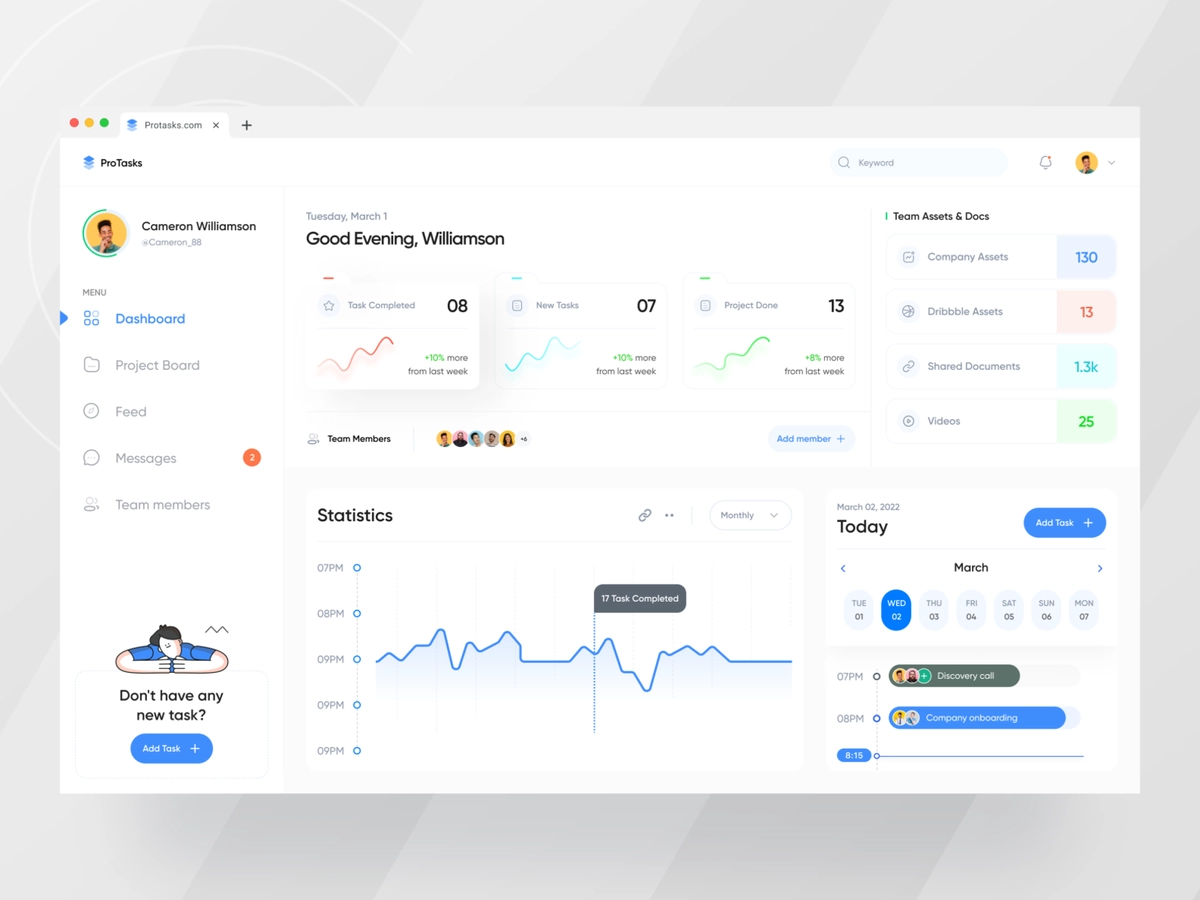 Protasks.com
ProTasks
Keyword
Cameron Williamson
@Cameron_88
MENU
Dashboard
Project Board
Feed
Messages
2
Team members
Don't have any
new task?
Add Task +
Tuesday, March 1
Good Evening, Williamson
Task Completed 08
+10% more
from last week
New Tasks 07
+10% more
from last week
Project Done 13
+8% more
from last week
Team Members
+6
Add member +
Team Assets & Docs
Company Assets 130
Dribbble Assets 13
Shared Documents 1.3k
Videos 25
Statistics
Monthly
07PM
08PM
09PM
09PM
09PM
17 Task Completed
March 02, 2022
Today
Add Task +
March
TUE WED THU FRI SAT SUN MON
01 02 03 04 05 06 07
07PM Discovery call
08PM Company onboarding
8:15